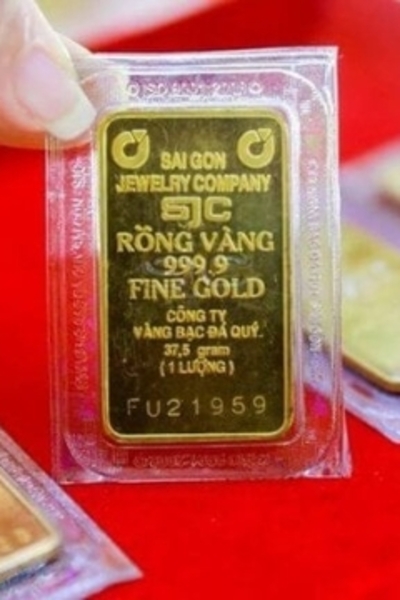 SAI GON
JEWELRY COMPANY
SJC
RỒNG VÀNG
999.9
FINE GOLD
CÔNG TY
VÀNG BẠC ĐÁ QUÝ.
37,5 gram
(1 LƯỢNG)
FU21959